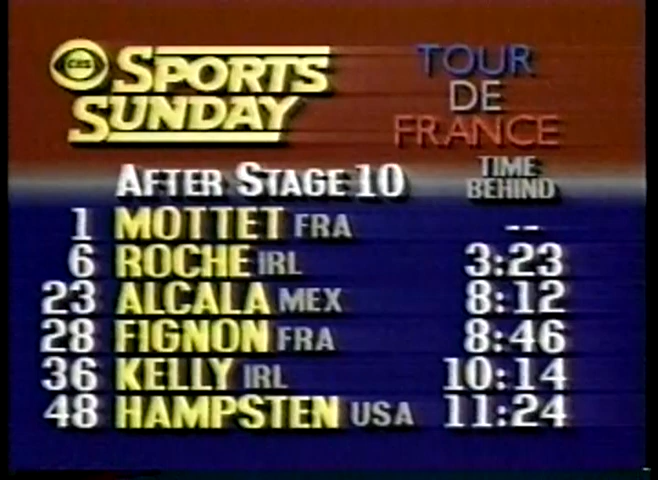 CBS SPORTS
SUNDAY
TOUR
DE
FRANCE
AFTER STAGE 10
TIME
BEHIND
1 MOTTET FRA --
6 ROCHE IRL 3:23
23 ALCALA MEX 8:12
28 FIGNON FRA 8:46
36 KELLY IRL 10:14
48 HAMPSTEN USA 11:24